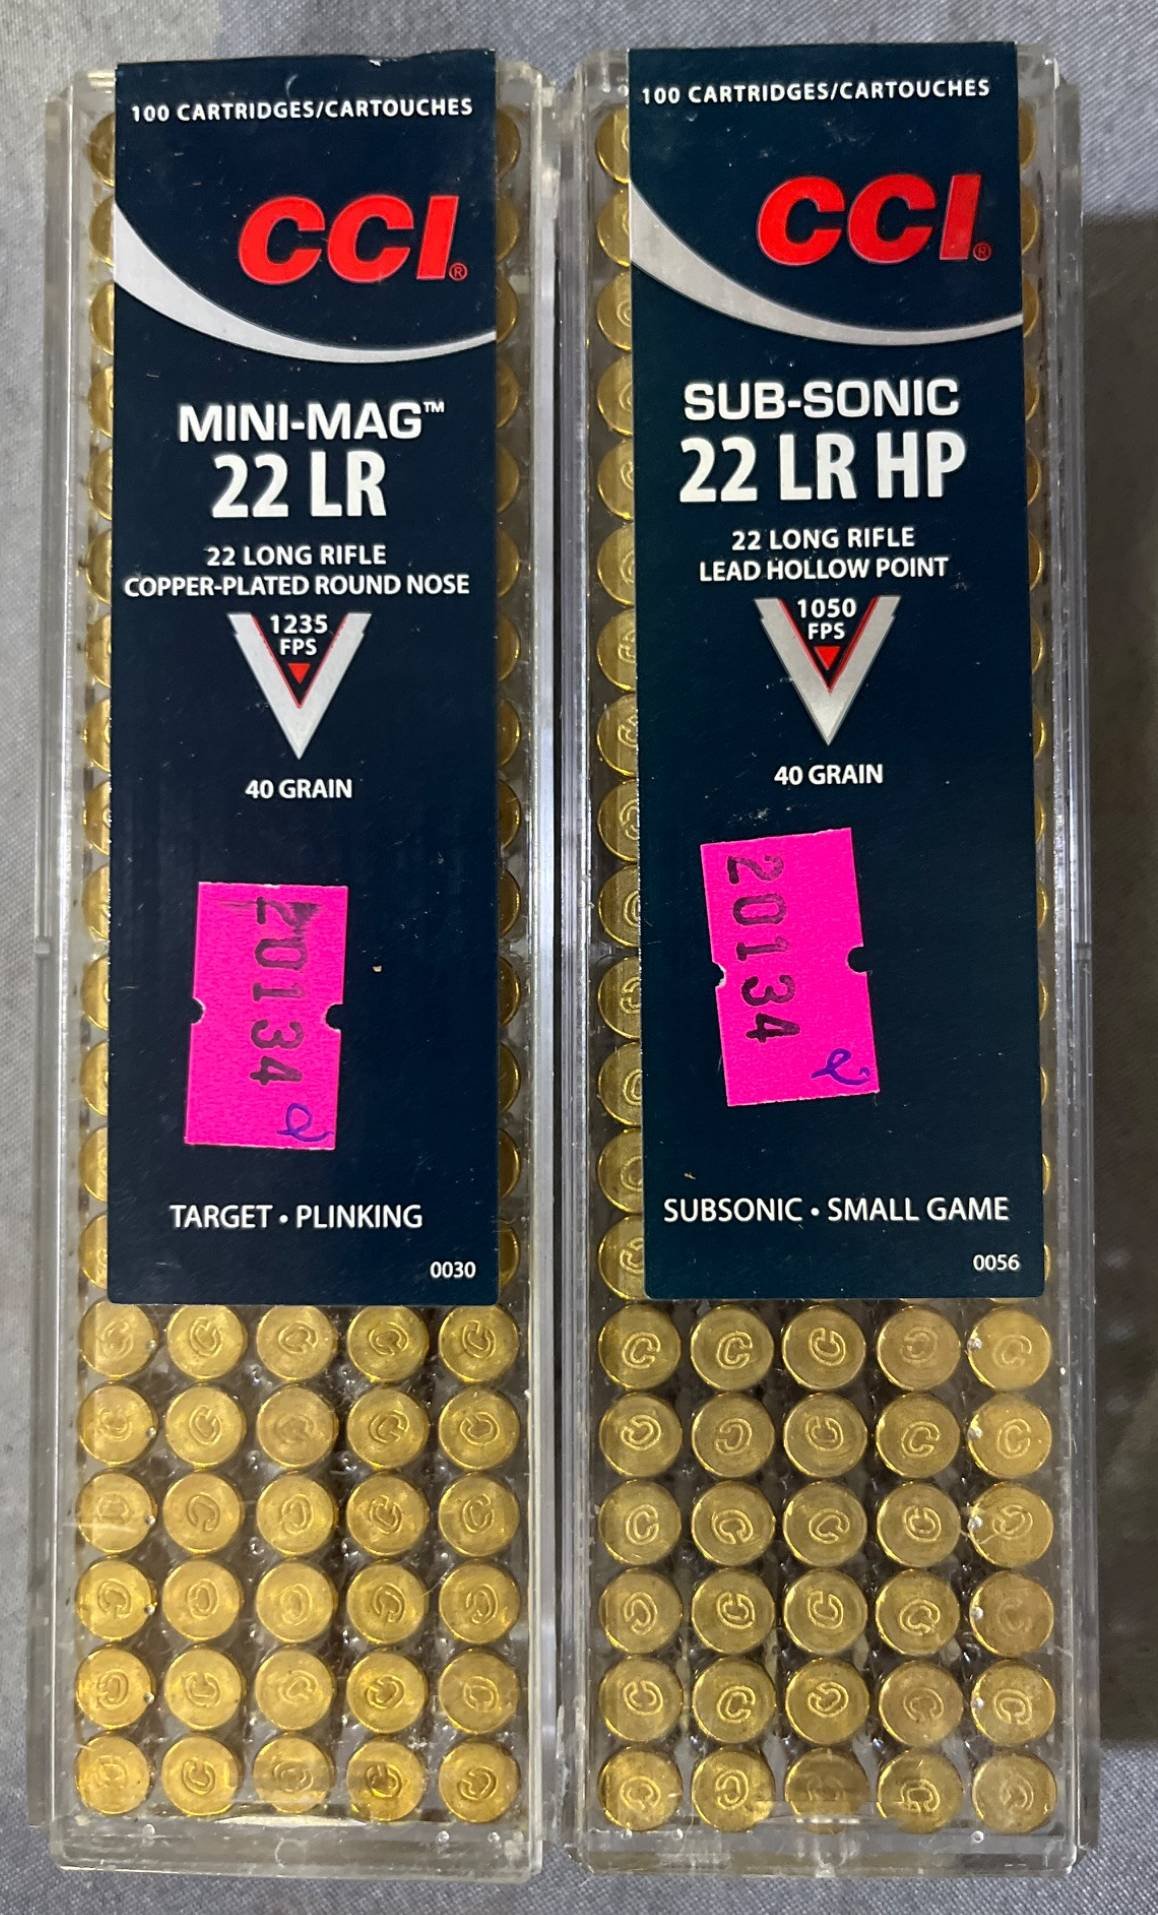 100 CARTRIDGES/CARTOUCHES
CCI®
MINI-MAG™
22 LR
22 LONG RIFLE
COPPER-PLATED ROUND NOSE
1235
FPS
40 GRAIN
20134
e
TARGET • PLINKING
0030
100 CARTRIDGES/CARTOUCHES
CCI®
SUB-SONIC
22 LR HP
22 LONG RIFLE
LEAD HOLLOW POINT
1050
FPS
40 GRAIN
20134
e
SUBSONIC • SMALL GAME
0056